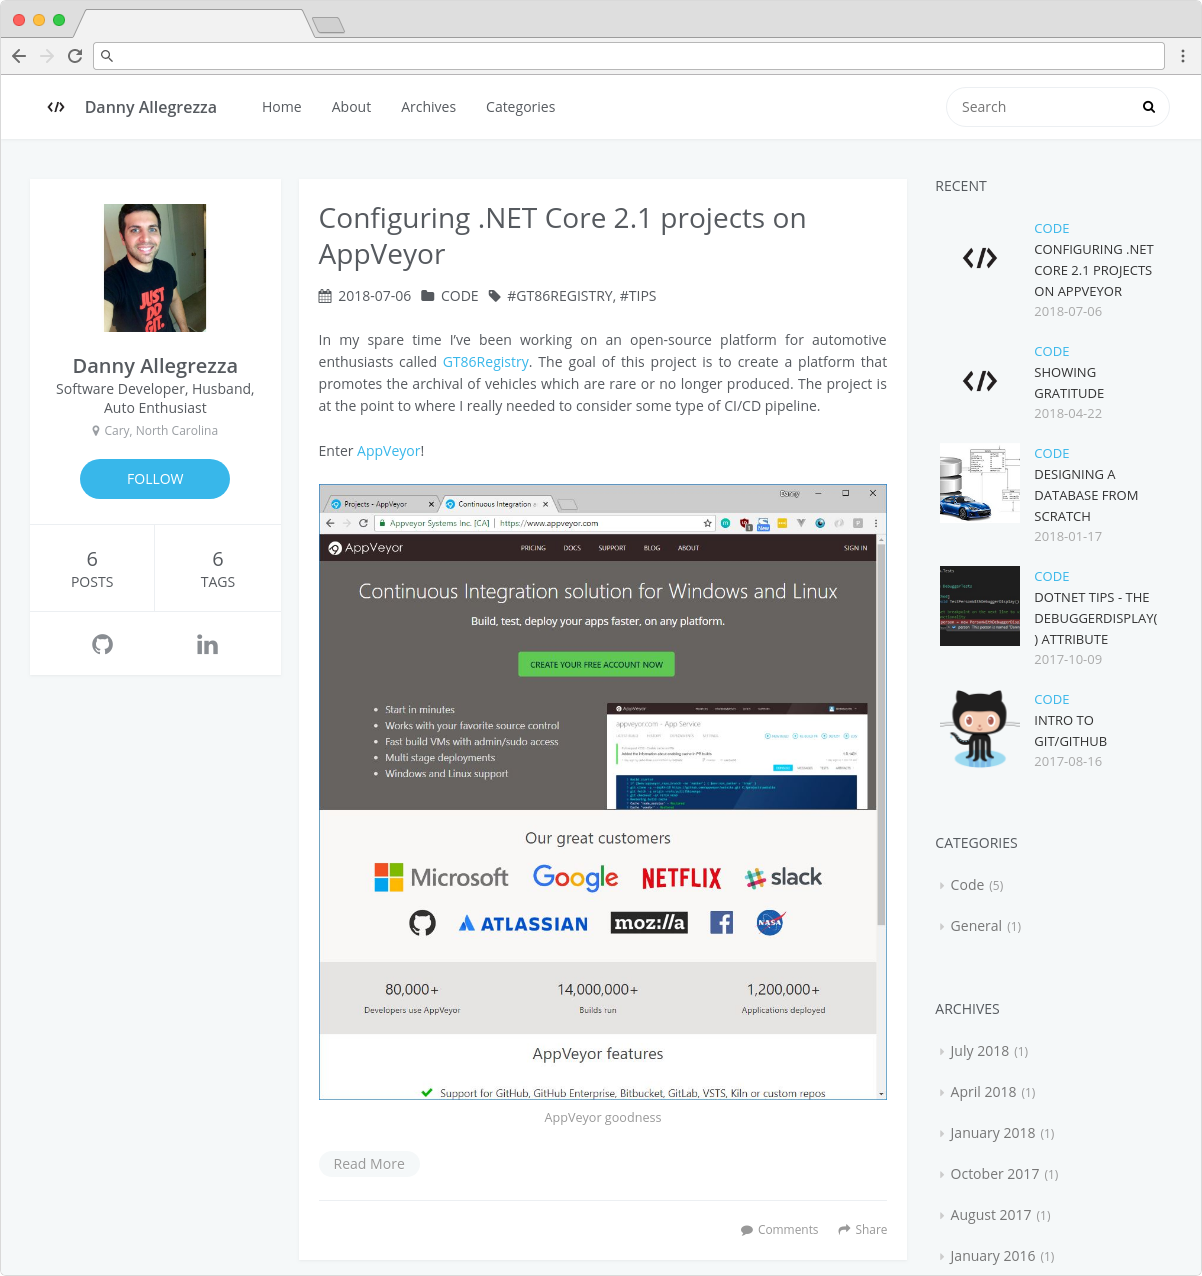 Danny Allegrezza
Home
About
Archives
Categories
Search
JUST
DO
IT.
Danny Allegrezza
Software Developer, Husband,
Auto Enthusiast
Cary, North Carolina
FOLLOW
6
POSTS
6
TAGS
Configuring .NET Core 2.1 projects on
AppVeyor
2018-07-06 CODE #GT86REGISTRY, #TIPS
In my spare time I've been working on an open-source platform for automotive
enthusiasts called GT86Registry. The goal of this project is to create a platform that
promotes the archival of vehicles which are rare or no longer produced. The project is
at the point to where I really needed to consider some type of CI/CD pipeline.
Enter AppVeyor!
Danny
Projects - AppVeyor
Continuous Integration a
Appveyor Systems Inc. [CA] | https://www.appveyor.com
AppVeyor
PRICING
DOCS
SUPPORT
BLOG
ABOUT
SIGN IN
Continuous Integration solution for Windows and Linux
Build, test, deploy your apps faster, on any platform.
CREATE YOUR FREE ACCOUNT NOW
Start in minutes
Works with your favorite source control
Fast build VMs with admin/sudo access
Multi stage deployments
Windows and Linux support
AppVeyor
appveyor.com - App Service
Our great customers
Microsoft
Google
NETFLIX
slack
ATLASSIAN
moz://a
NASA
80,000+
Developers use AppVeyor
14,000,000+
Builds run
1,200,000+
Applications deployed
AppVeyor features
Support for GitHub, GitHub Enterprise, Bitbucket, GitLab, VSTS, Kiln or custom repos
AppVeyor goodness
Read More
Comments
Share
RECENT
CODE
CONFIGURING .NET
CORE 2.1 PROJECTS
ON APPVEYOR
2018-07-06
CODE
SHOWING
GRATITUDE
2018-04-22
CODE
DESIGNING A
DATABASE FROM
SCRATCH
2018-01-17
CODE
DOTNET TIPS - THE
DEBUGGERDISPLAY(
) ATTRIBUTE
2017-10-09
CODE
INTRO TO
GIT/GITHUB
2017-08-16
CATEGORIES
Code (5)
General (1)
ARCHIVES
July 2018 (1)
April 2018 (1)
January 2018 (1)
October 2017 (1)
August 2017 (1)
January 2016 (1)